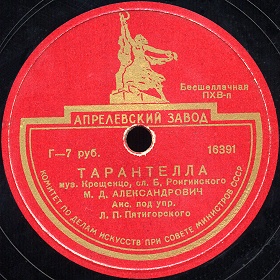 Бесшеллачная
ПХВ-п
АПРЕЛЕВСКИЙ ЗАВОД
Г—7 руб. 16391
ТАРАНТЕЛЛА
муз. Крещенцо, сл. Б. Ронгинского
М. Д. АЛЕКСАНДРОВИЧ
Анс. под упр.
Л. П. Пятигорского
КОМИТЕТ ПО ДЕЛАМ ИСКУССТВ ПРИ СОВЕТЕ МИНИСТРОВ СССР